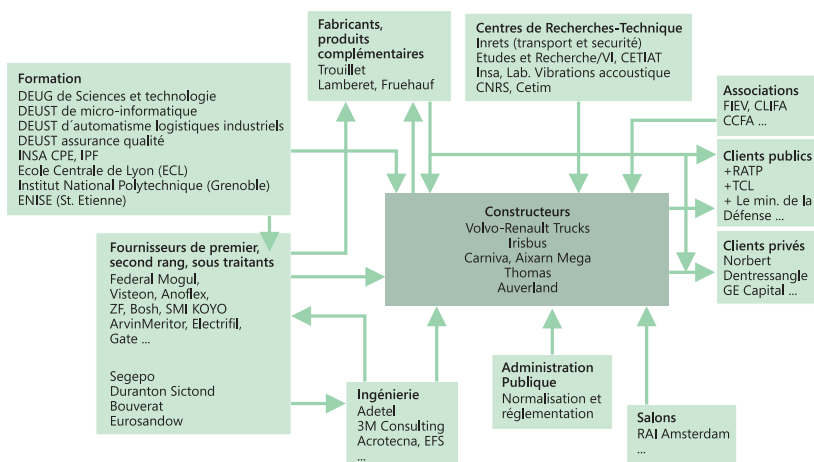 Formation
DEUG de Sciences et technologie
DEUST de micro-informatique
DEUST d´automatisme logistiques industriels
DEUST assurance qualité
INSA CPE, IPF
Ecole Centrale de Lyon (ECL)
Institut National Polytechnique (Grenoble)
ENISE (St. Etienne)
Fabricants,
produits
complémentaires
Trouillet
Lamberet, Fruehauf
Centres de Recherches-Technique
Inrets (transport et securité)
Etudes et Recherche/VI, CETIAT
Insa, Lab. Vibrations accoustique
CNRS, Cetim
Associations
FIEV, CLIFA
CCFA ...
Clients publics
+RATP
+TCL
+ Le min. de la
Défense ...
Clients privés
Norbert
Dentressangle
GE Capital ...
Constructeurs
Volvo-Renault Trucks
Irisbus
Carniva, Aixarn Mega
Thomas
Auverland
Fournisseurs de premier,
second rang, sous traitants
Federal Mogul,
Visteon, Anoflex,
ZF, Bosh, SMI KOYO
ArvinMeritor, Electrifil,
Gate ...
Segepo
Duranton Sictond
Bouverat
Eurosandow
Ingénierie
Adetel
3M Consulting
Acrotecna, EFS
...
Administration
Publique
Normalisation et
réglementation
Salons
RAI Amsterdam
...